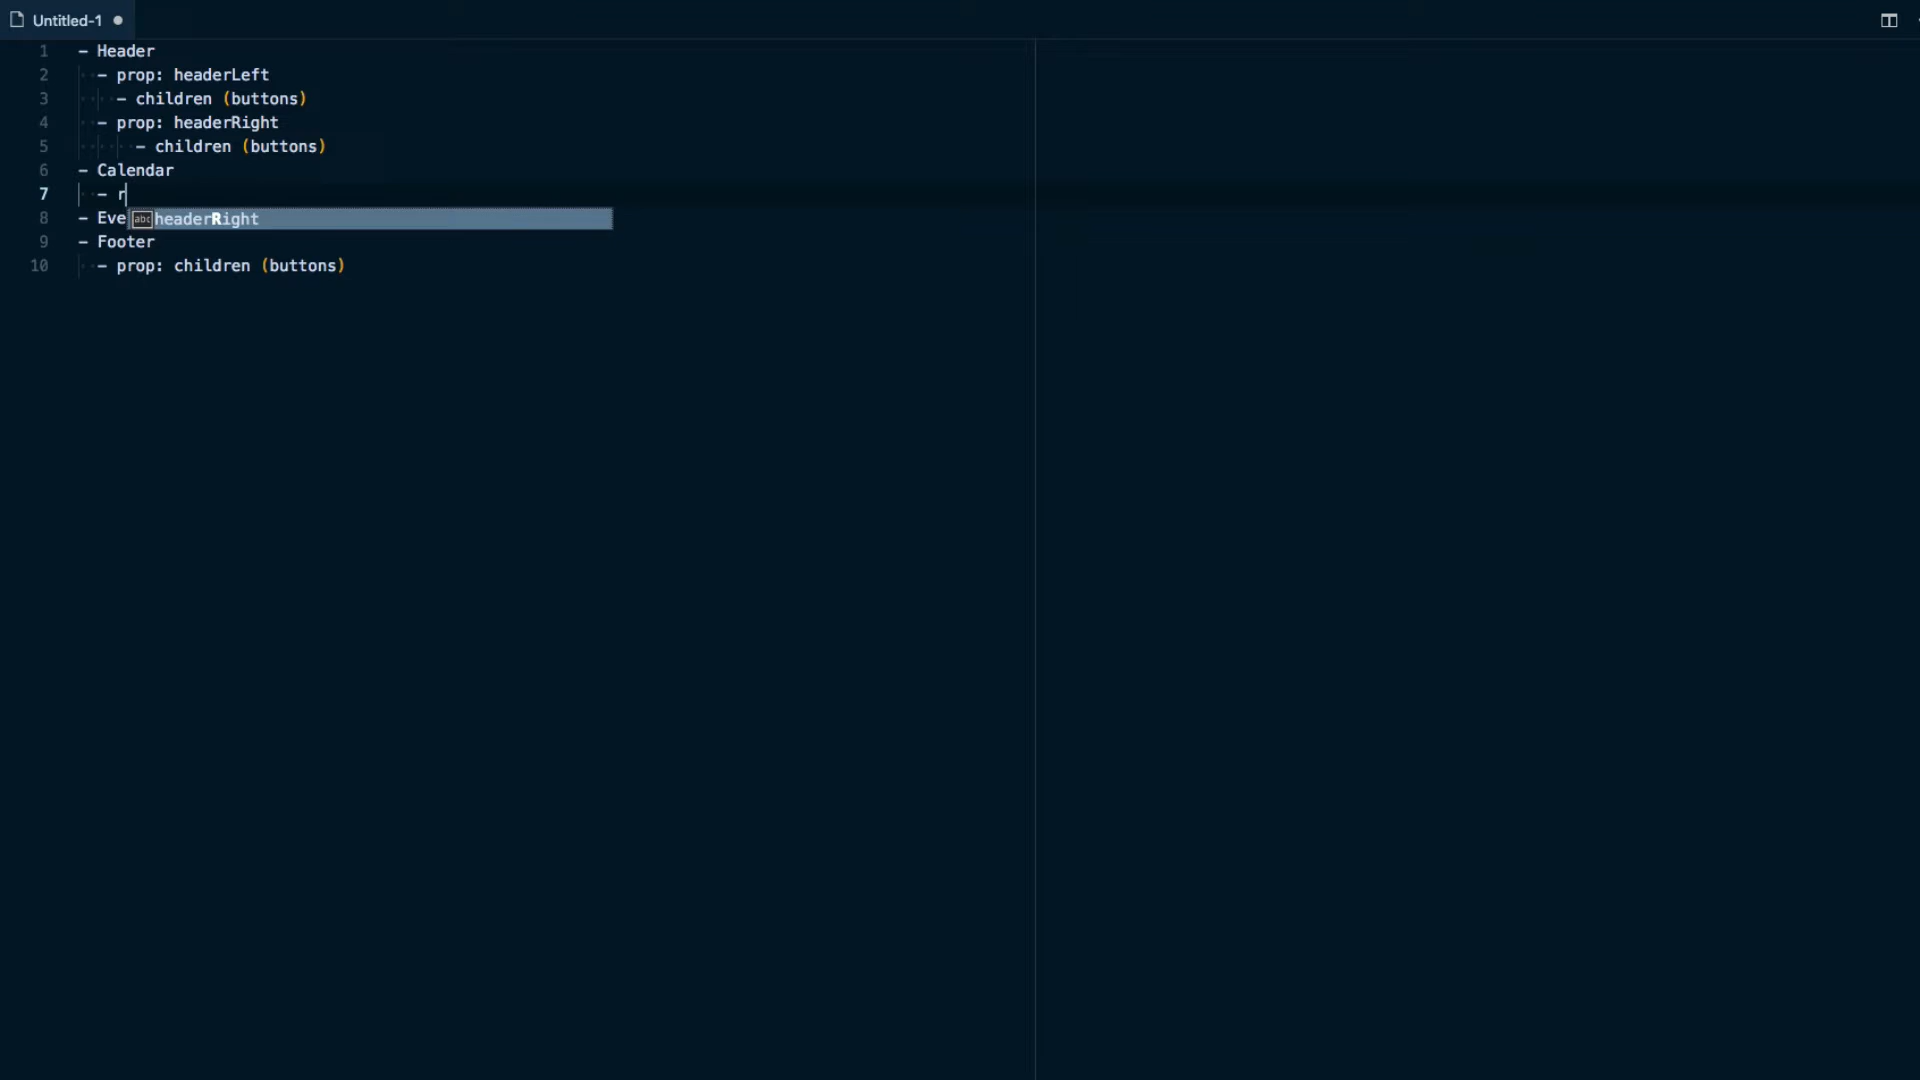 Untitled-1
1 - Header
2 - prop: headerLeft
3 - children (buttons)
4 - prop: headerRight
5 - children (buttons)
6 - Calendar
7 - r
8 - Eve abc headerRight
9 - Footer
10 - prop: children (buttons)